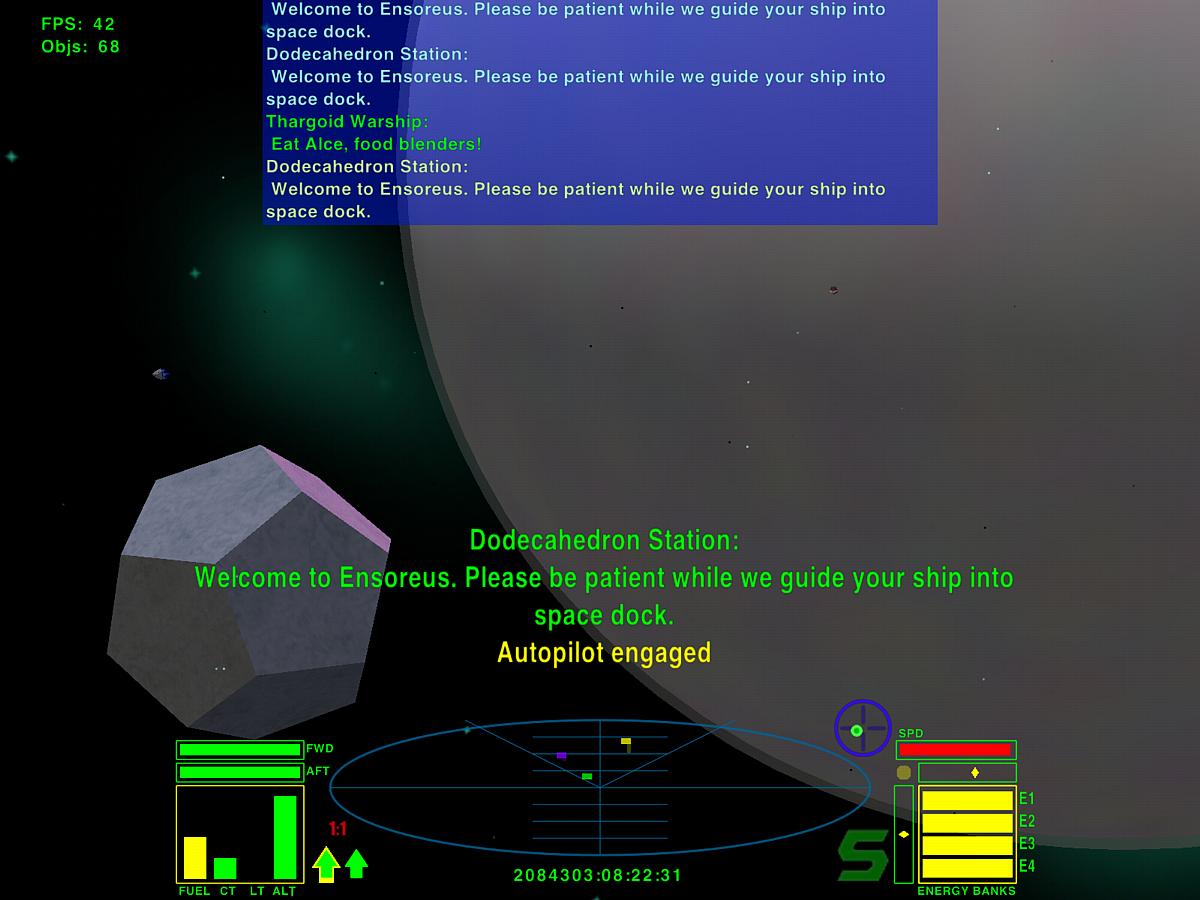 FPS: 42
Objs: 68
Welcome to Ensoreus. Please be patient while we guide your ship into
space dock.
Dodecahedron Station:
Welcome to Ensoreus. Please be patient while we guide your ship into
space dock.
Thargoid Warship:
Eat Alce, food blenders!
Dodecahedron Station:
Welcome to Ensoreus. Please be patient while we guide your ship into
space dock.
Dodecahedron Station:
Welcome to Ensoreus. Please be patient while we guide your ship into
space dock.
Autopilot engaged
FWD
AFT
1:1
FUEL CT LT ALT
2084303:08:22:31
SPD
S
E1
E2
E3
E4
ENERGY BANKS